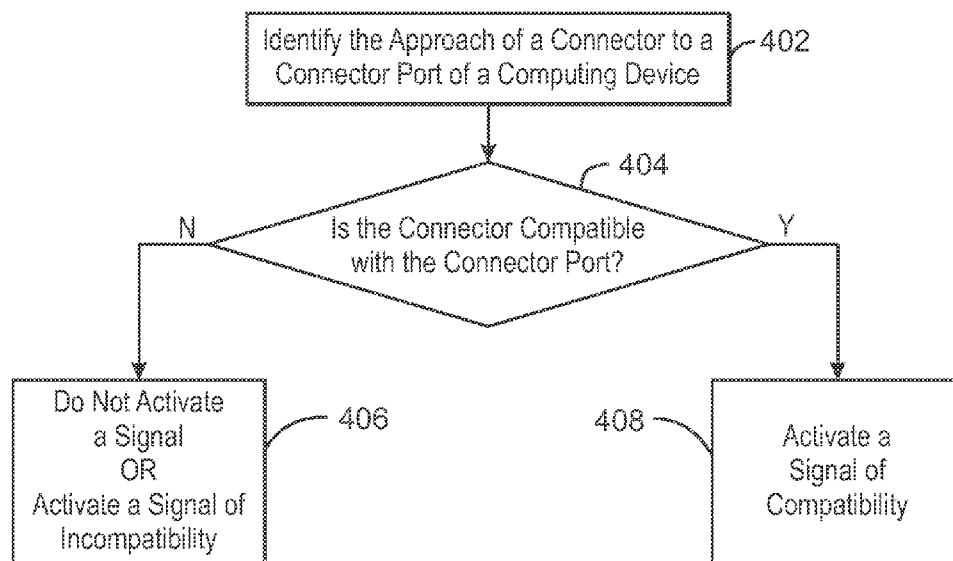 Identify the Approach of a Connector to a
Connector Port of a Computing Device
402
404
N
Is the Connector Compatible
with the Connector Port?
Y
Do Not Activate
a Signal
OR
Activate a Signal of
Incompatibility
406
408
Activate a
Signal of
Compatibility